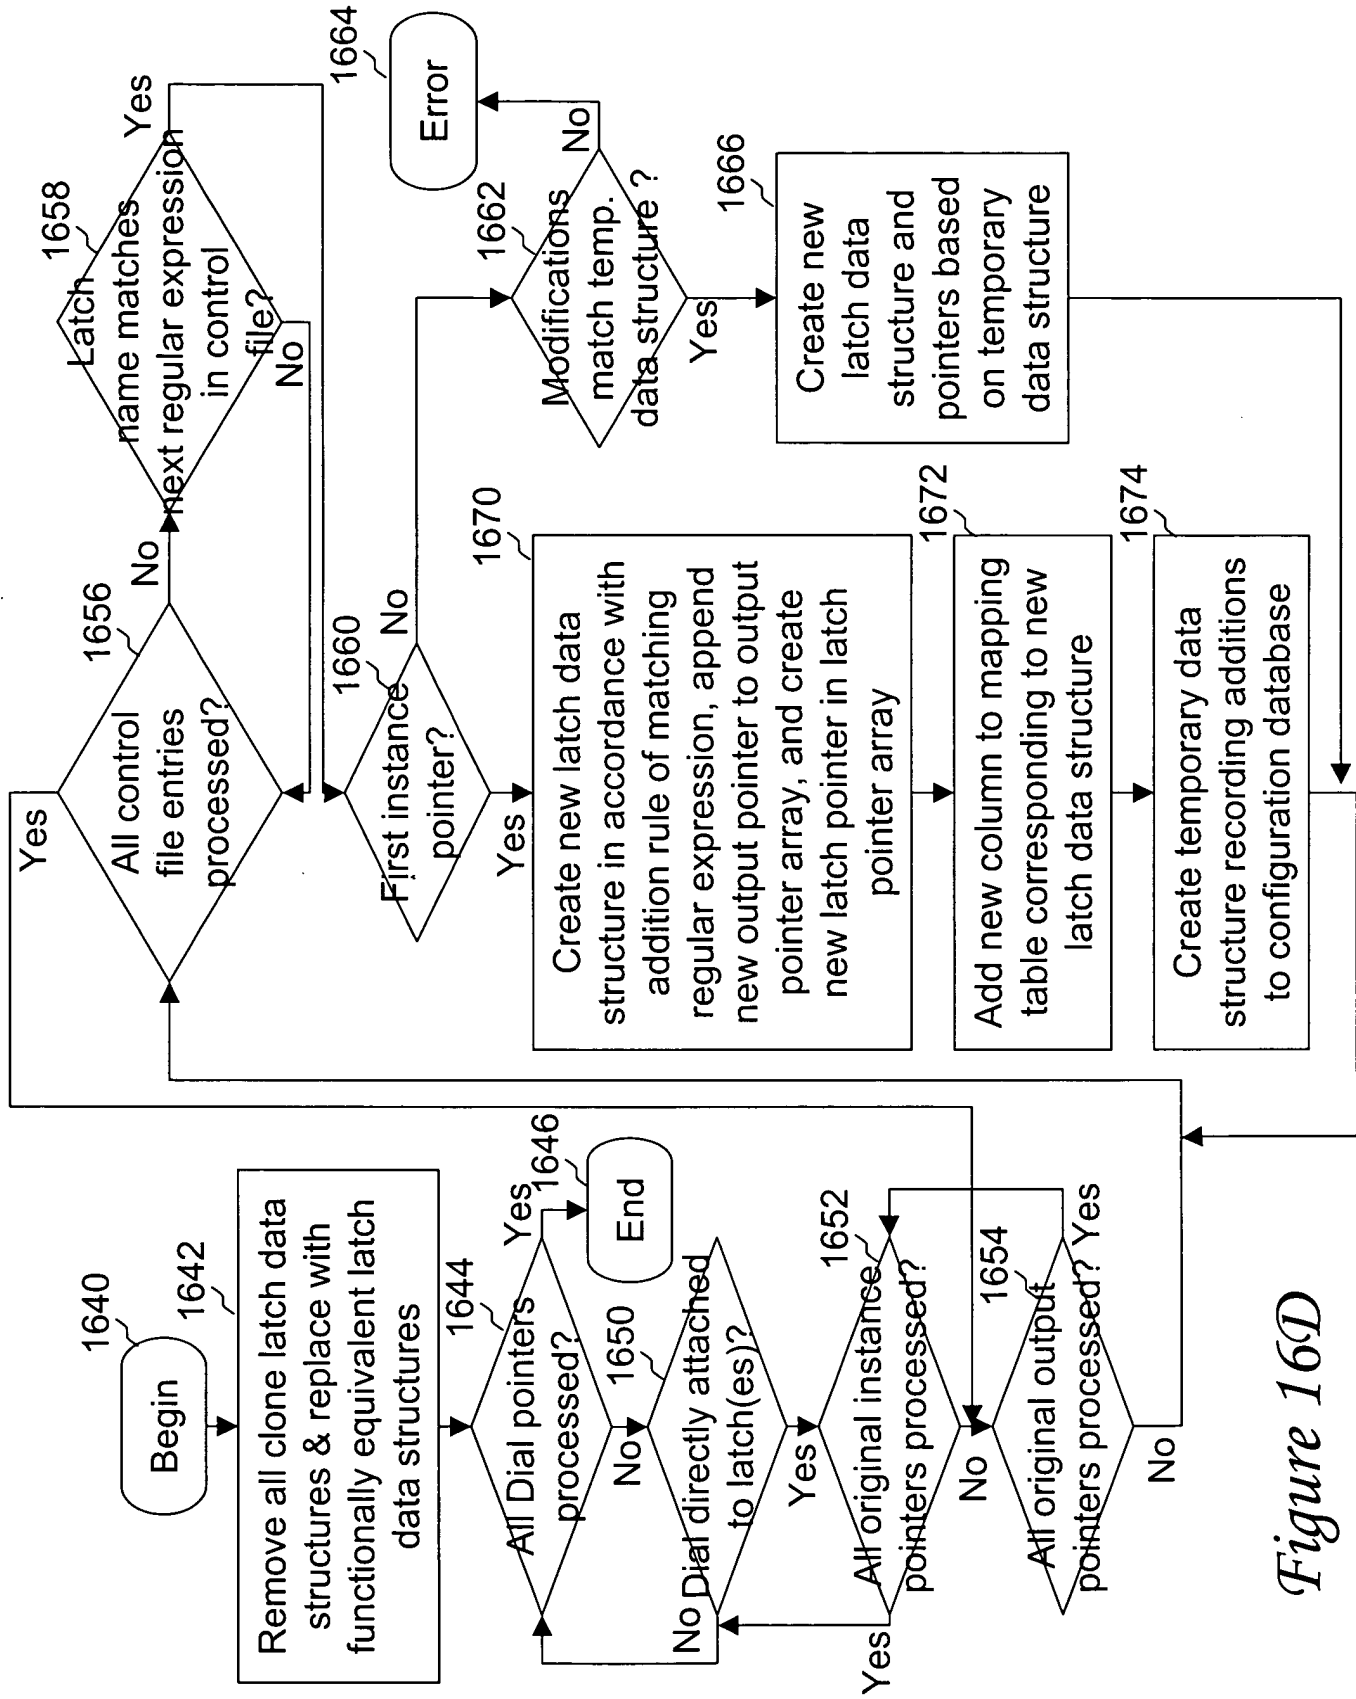 1640
Begin
1642
Remove all clone latch data
structures & replace with
functionally equivalent latch
data structures
1644
All Dial pointers
processed?
Yes
1646
End
No
1650
Dial directly attached
to latch(es)?
No
Yes
1652
All original instance
pointers processed?
Yes
No
1654
All original output
pointers processed?
Yes
No
1656
All control
file entries
processed?
Yes
No
1658
Latch
name matches
next regular expression
in control
file?
Yes
No
1660
First instance
pointer?
No
Yes
1662
Modifications
match temp.
data structure ?
No
1664
Error
Yes
1666
Create new
latch data
structure and
pointers based
on temporary
data structure
1670
Create new latch data
structure in accordance with
addition rule of matching
regular expression, append
new output pointer to output
pointer array, and create
new latch pointer in latch
pointer array
1672
Add new column to mapping
table corresponding to new
latch data structure
1674
Create temporary data
structure recording additions
to configuration database
Figure 16D